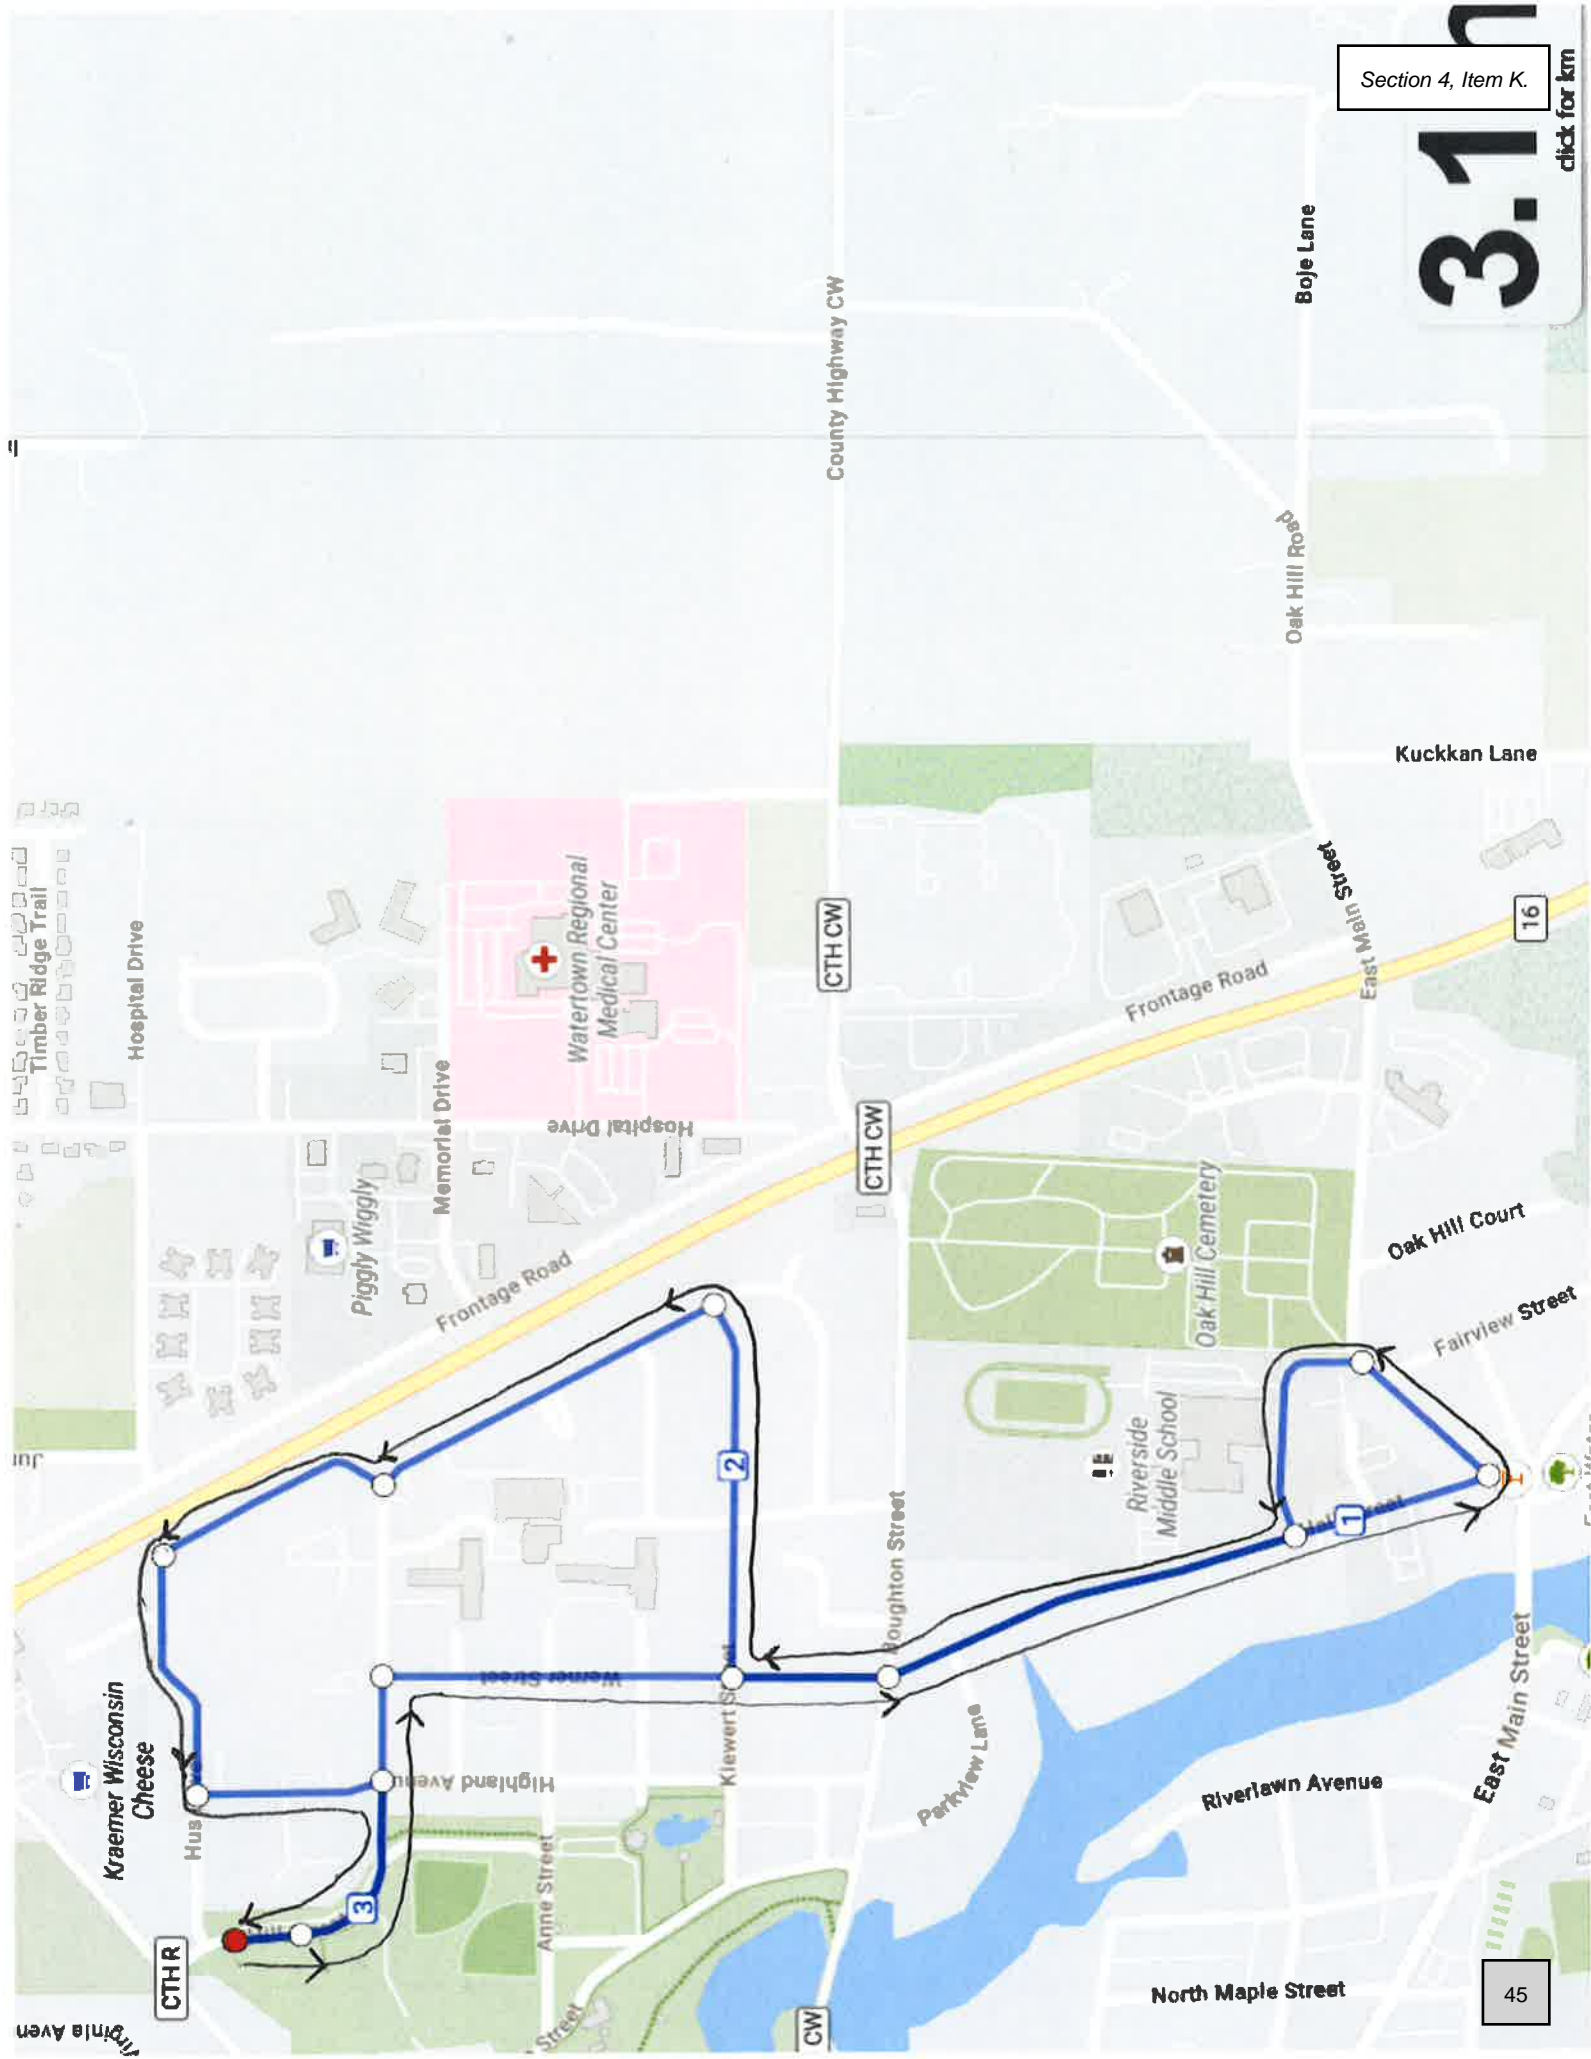 Section 4, Item K.
3.1
click for km
Boje Lane
County Highway CW
Oak Hill Road
Kuckkan Lane
Timber Ridge Trail
Hospital Drive
Watertown Regional
Medical Center
CTH CW
East Main Street
16
Frontage Road
Memorial Drive
Hospital Drive
CTH CW
Piggly Wiggly
Frontage Road
Oak Hill Cemetery
Oak Hill Court
Fairview Street
Riverside
Middle School
2
1
Werner Street
Kraemer Wisconsin
Cheese
Hus
Highland Avenu
Parkview Lane
Riverlawn Avenue
East Main Street
3
Anne Street
CTH R
Street
CW
North Maple Street
45